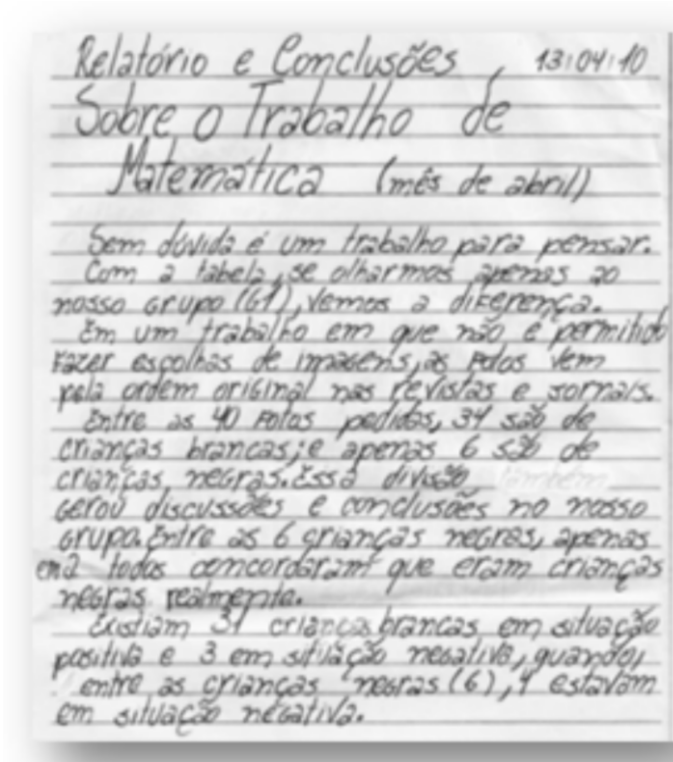 Relatório e Conclusões 13:04:10
Sobre o Trabalho de
Matemática (mês de abril)
Sem dúvida é um trabalho para pensar.
Com a tabela, se olharmos apenas ao
nosso grupo (G1), vemos a diferença.
Em um trabalho em que não é permitido
fazer escolhas de imagens, as fotos vem
pela ordem original nas revistas e jornais.
Entre as 40 fotos pedidas, 34 são de
crianças brancas; e apenas 6 são de
crianças negras. Essa divisão também
gerou discussões e conclusões no nosso
grupo. Entre as 6 crianças negras, apenas
em 2 todos concordaram que eram crianças
negras realmente.
Existiam 31 crianças brancas em situação
positiva e 3 em situação negativa, quando,
entre as crianças negras (6), estavam
em situação negativa.